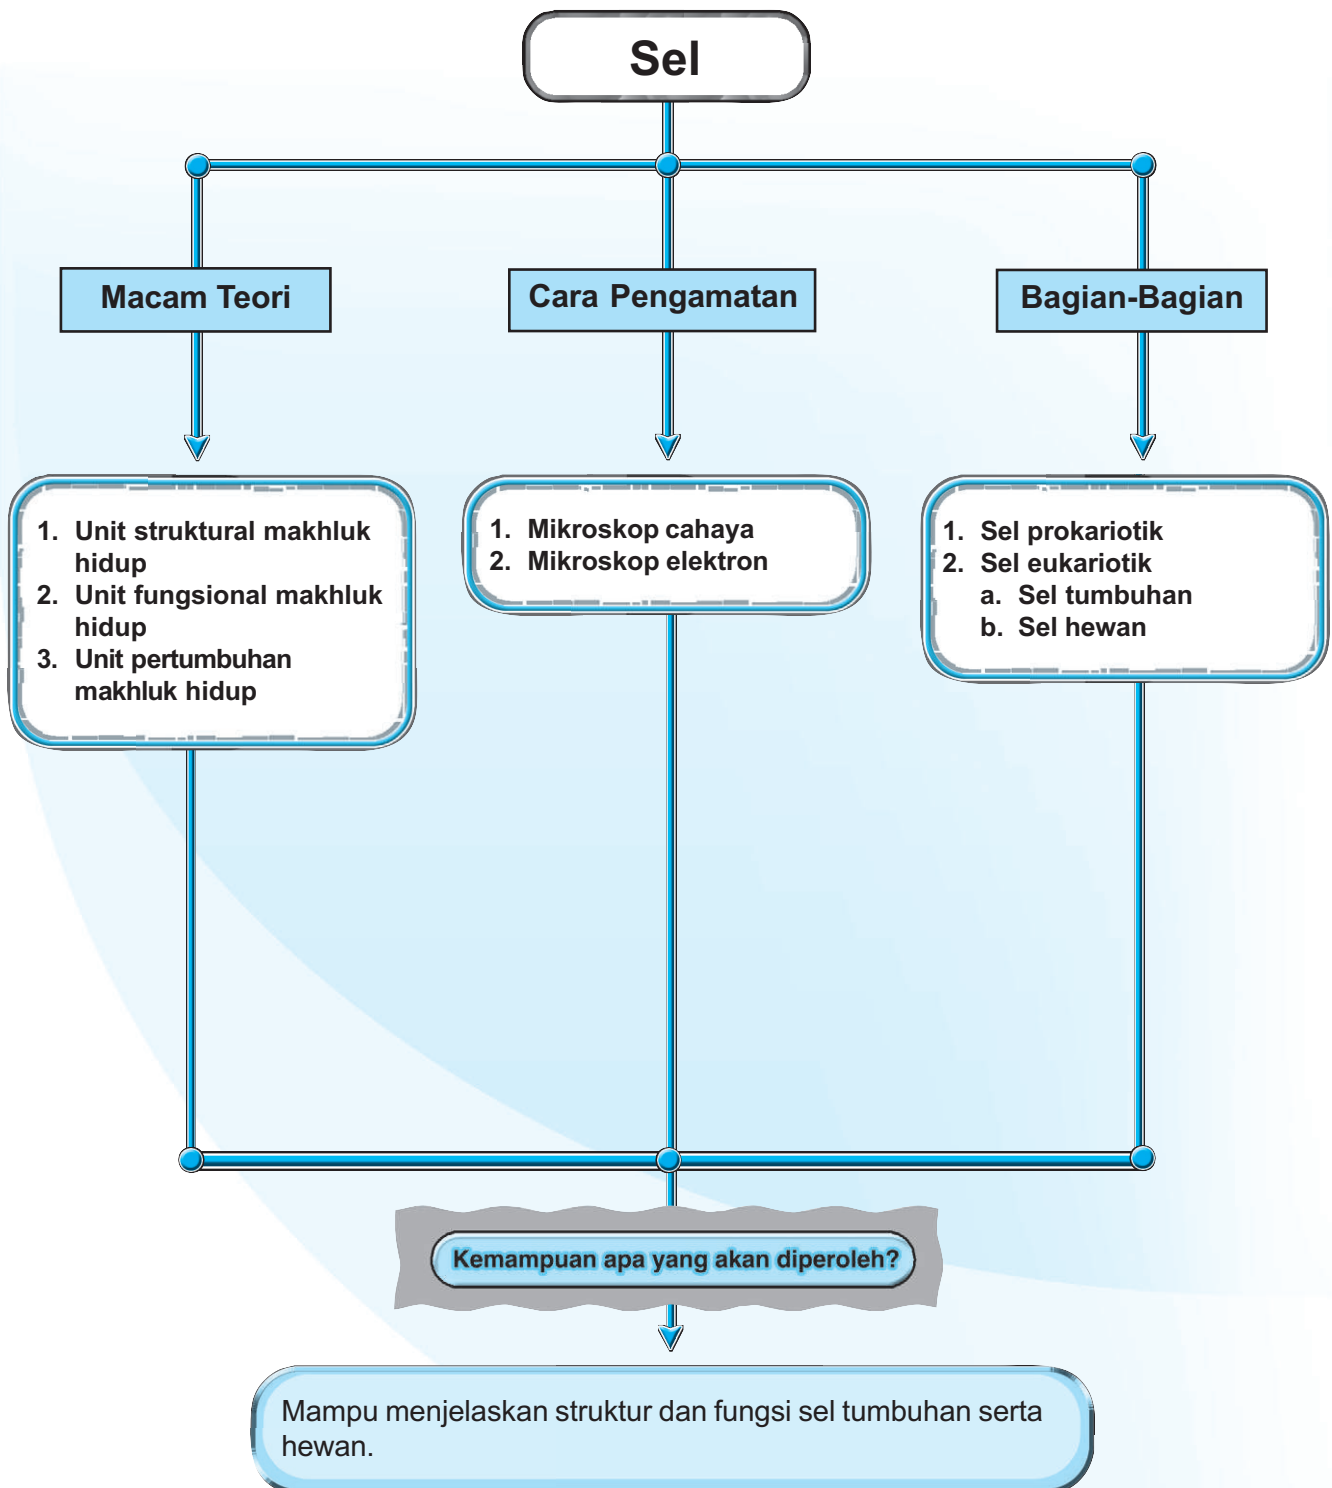 Sel
Macam Teori
Cara Pengamatan
Bagian-Bagian
1. Unit struktural makhluk
hidup
2. Unit fungsional makhluk
hidup
3. Unit pertumbuhan
makhluk hidup
1. Mikroskop cahaya
2. Mikroskop elektron
1. Sel prokariotik
2. Sel eukariotik
a. Sel tumbuhan
b. Sel hewan
Kemampuan apa yang akan diperoleh?
Mampu menjelaskan struktur dan fungsi sel tumbuhan serta
hewan.